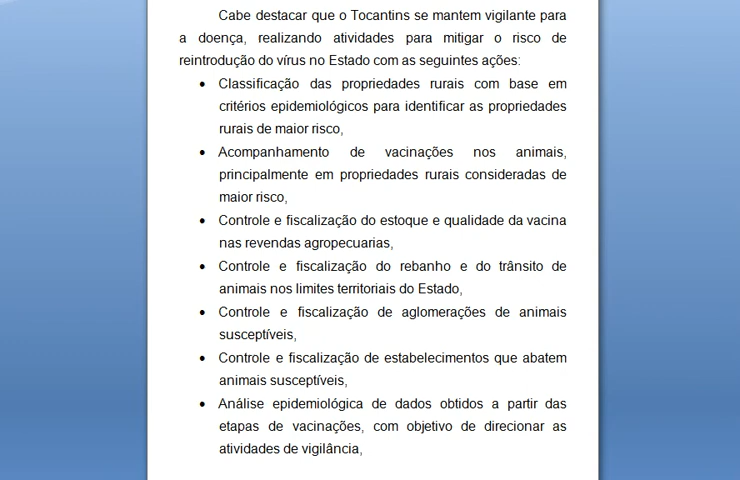 Cabe destacar que o Tocantins se mantem vigilante para
a doença, realizando atividades para mitigar o risco de
reintrodução do vírus no Estado com as seguintes ações:
• Classificação das propriedades rurais com base em
critérios epidemiológicos para identificar as propriedades
rurais de maior risco,
• Acompanhamento de vacinações nos animais,
principalmente em propriedades rurais consideradas de
maior risco,
• Controle e fiscalização do estoque e qualidade da vacina
nas revendas agropecuarias,
• Controle e fiscalização do rebanho e do trânsito de
animais nos limites territoriais do Estado,
• Controle e fiscalização de aglomerações de animais
susceptíveis,
• Controle e fiscalização de estabelecimentos que abatem
animais susceptíveis,
• Análise epidemiológica de dados obtidos a partir das
etapas de vacinações, com objetivo de direcionar as
atividades de vigilância,